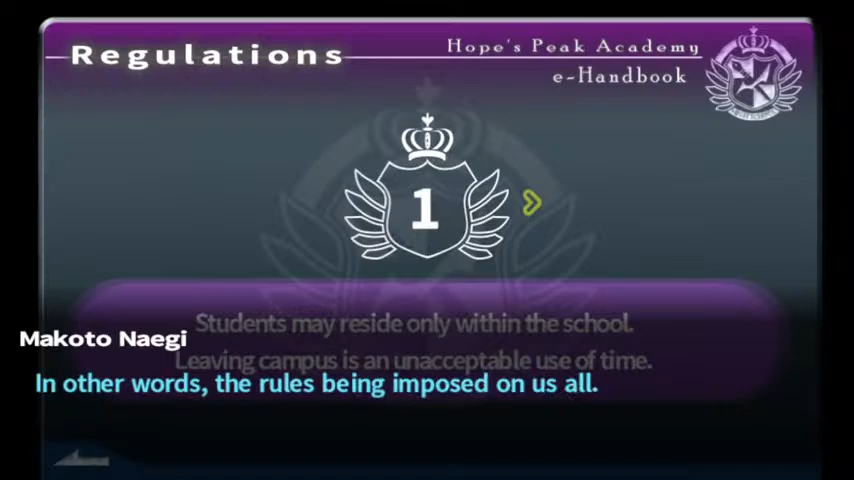 Regulations
Hope's Peak Academy
e-Handbook
1
Students may reside only within the school.
Leaving campus is an unacceptable use of time.
Makoto Naegi
In other words, the rules being imposed on us all.